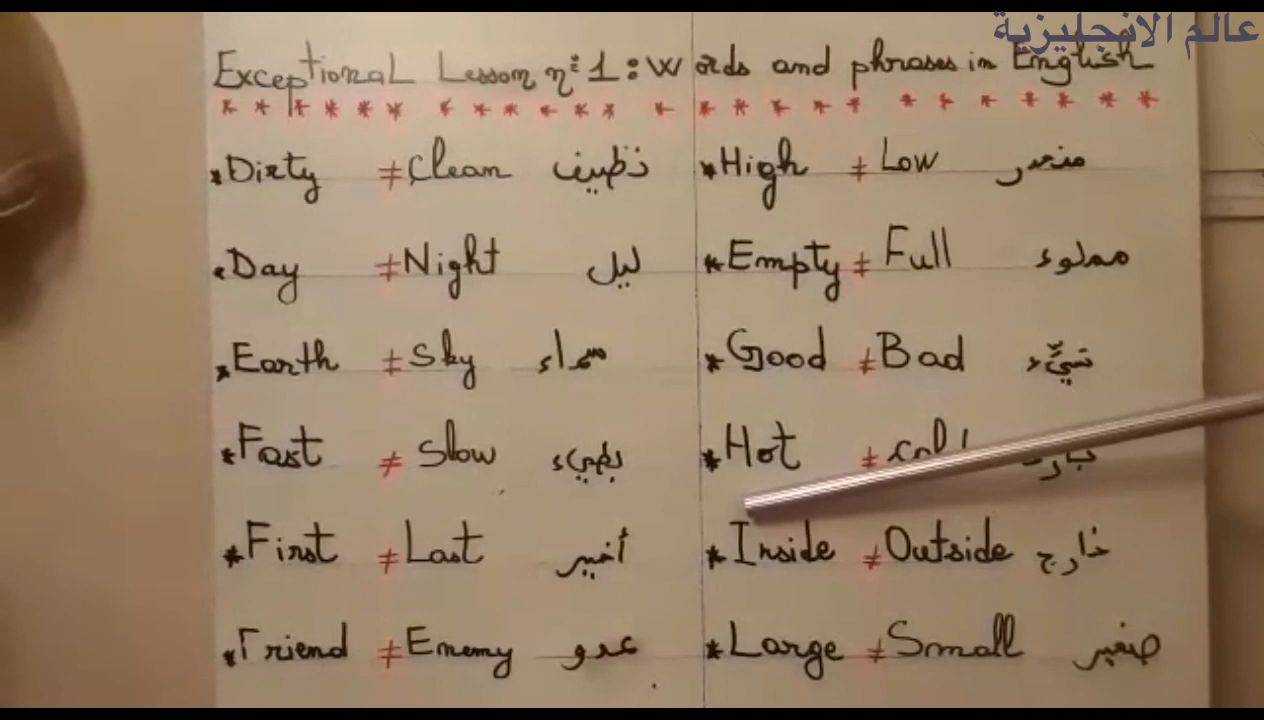 عالم الانجليزية
Exceptional Lesson n°1: Words and phrases in English
* * * * * * * * * * * * * * * * * * * * * * * * *
*Dirty ≠ Clean نظيف
*Day ≠ Night ليل
*Earth ≠ Sky سماء
*Fast ≠ Slow بطيء
*First ≠ Last أخير
*Friend ≠ Enemy عدو
*High ≠ Low منحدر
*Empty ≠ Full مملوء
*Good ≠ Bad سيّء
*Hot ≠
*Inside ≠ Outside خارج
*Large ≠ Small صغير